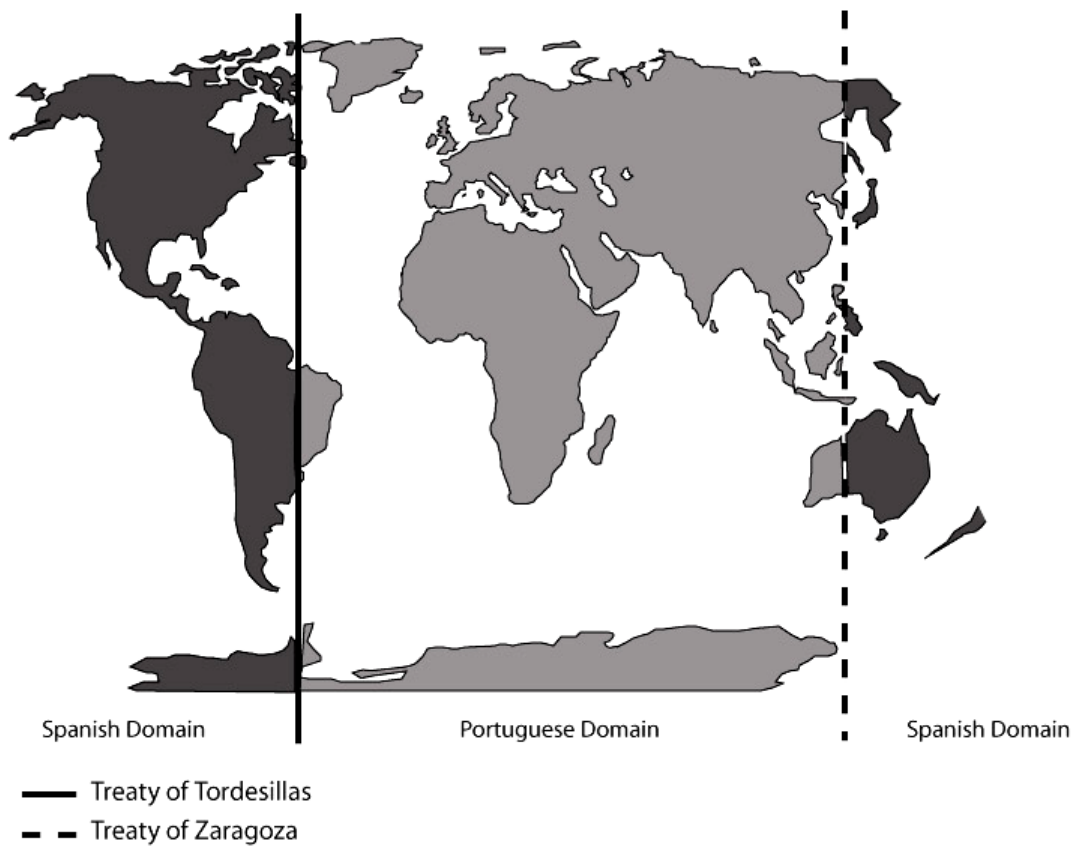 Spanish Domain
Portuguese Domain
Spanish Domain
Treaty of Tordesillas
Treaty of Zaragoza